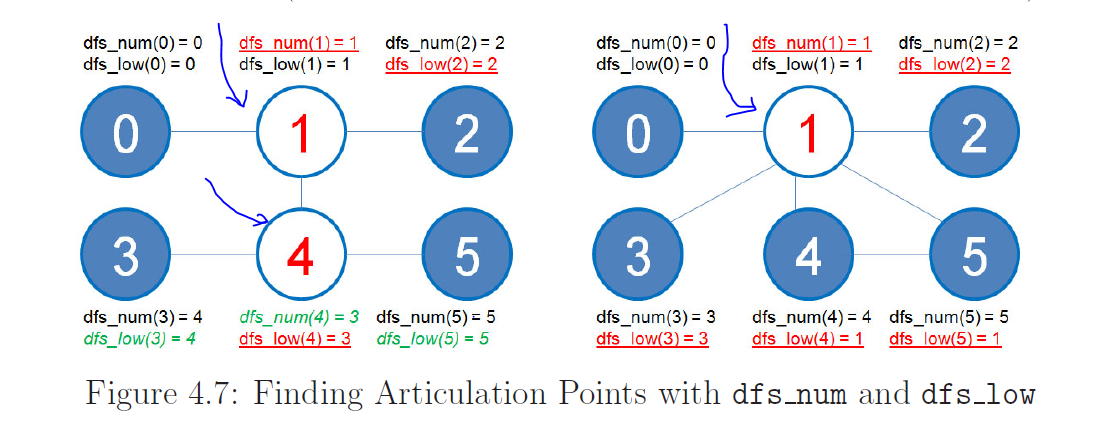 dfs_num(0) = 0 dfs_num(1) = 1 dfs_num(2) = 2 dfs_num(0) = 0 dfs_num(1) = 1 dfs_num(2) = 2
dfs_low(0) = 0 dfs_low(1) = 1 dfs_low(2) = 2 dfs_low(0) = 0 dfs_low(1) = 1 dfs_low(2) = 2
0 1 2 0 1 2
3 4 5 3 4 5
dfs_num(3) = 4 dfs_num(4) = 3 dfs_num(5) = 5 dfs_num(3) = 3 dfs_num(4) = 4 dfs_num(5) = 5
dfs_low(3) = 4 dfs_low(4) = 3 dfs_low(5) = 5 dfs_low(3) = 3 dfs_low(4) = 1 dfs_low(5) = 1
Figure 4.7: Finding Articulation Points with dfs_num and dfs_low